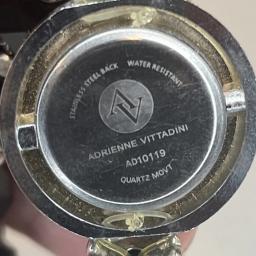 STAINLESS STEEL BACK WATER RESISTANT
ADRIENNE VITTADINI
AD10119
QUARTZ MOVT